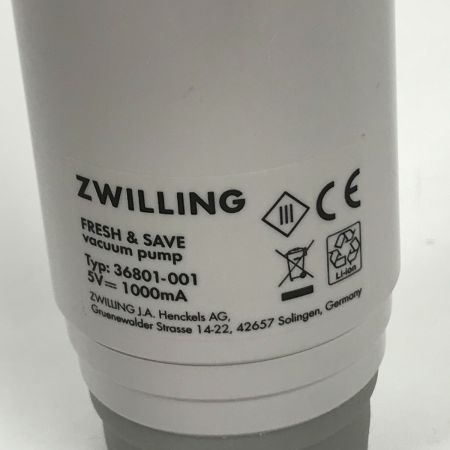 ZWILLING
FRESH & SAVE
vacuum pump
Typ: 36801-001
5V⎓ 1000mA
ZWILLING J.A. Henckels AG,
Gruenewalder Strasse 14-22, 42657 Solingen, Germany
III
CE
Li-ion